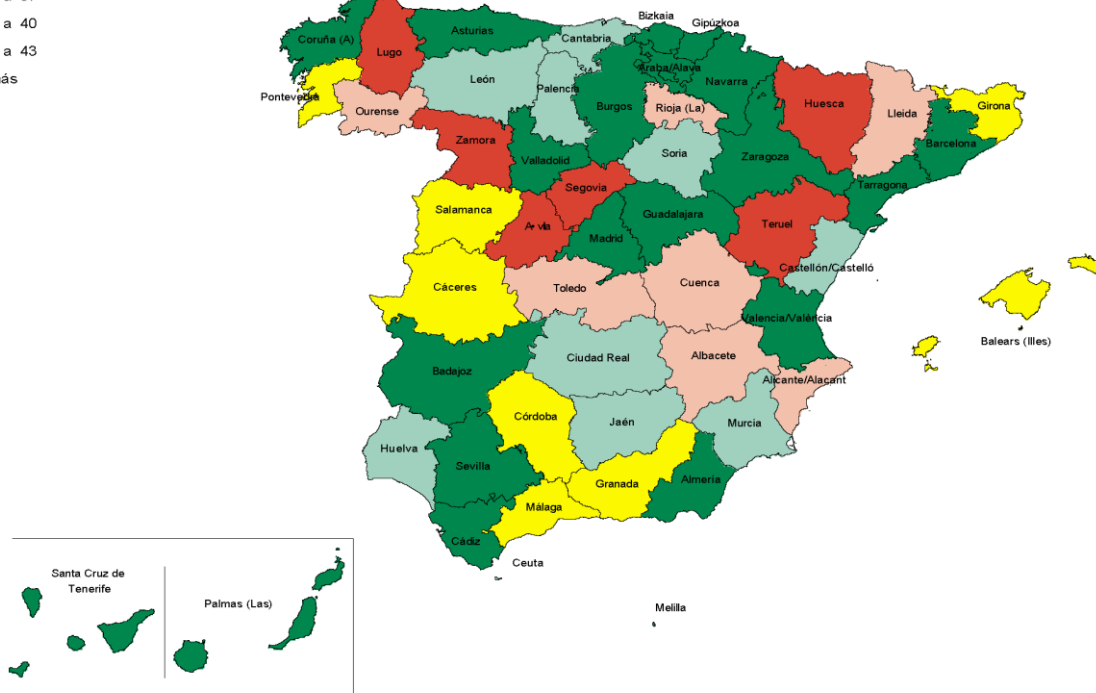 a 40
a 43
ás
Bizkaia
Gipúzkoa
Coruña (A)
Asturias
Cantabria
Lugo
Araba/Álava
Navarra
León
Palencia
Burgos
Pontevedra
Ourense
Rioja (La)
Huesca
Lleida
Girona
Zamora
Barcelona
Valladolid
Soria
Zaragoza
Segovia
Tarragona
Salamanca
Guadalajara
Teruel
Madrid
Castellón/Castelló
Cáceres
Toledo
Cuenca
Valencia/Valéncia
Balears (Illes)
Ciudad Real
Albacete
Badajoz
Alicante/Alacant
Córdoba
Jaén
Murcia
Huelva
Sevilla
Granada
Almería
Málaga
Cádiz
Ceuta
Santa Cruz de
Tenerife
Palmas (Las)
Melilla